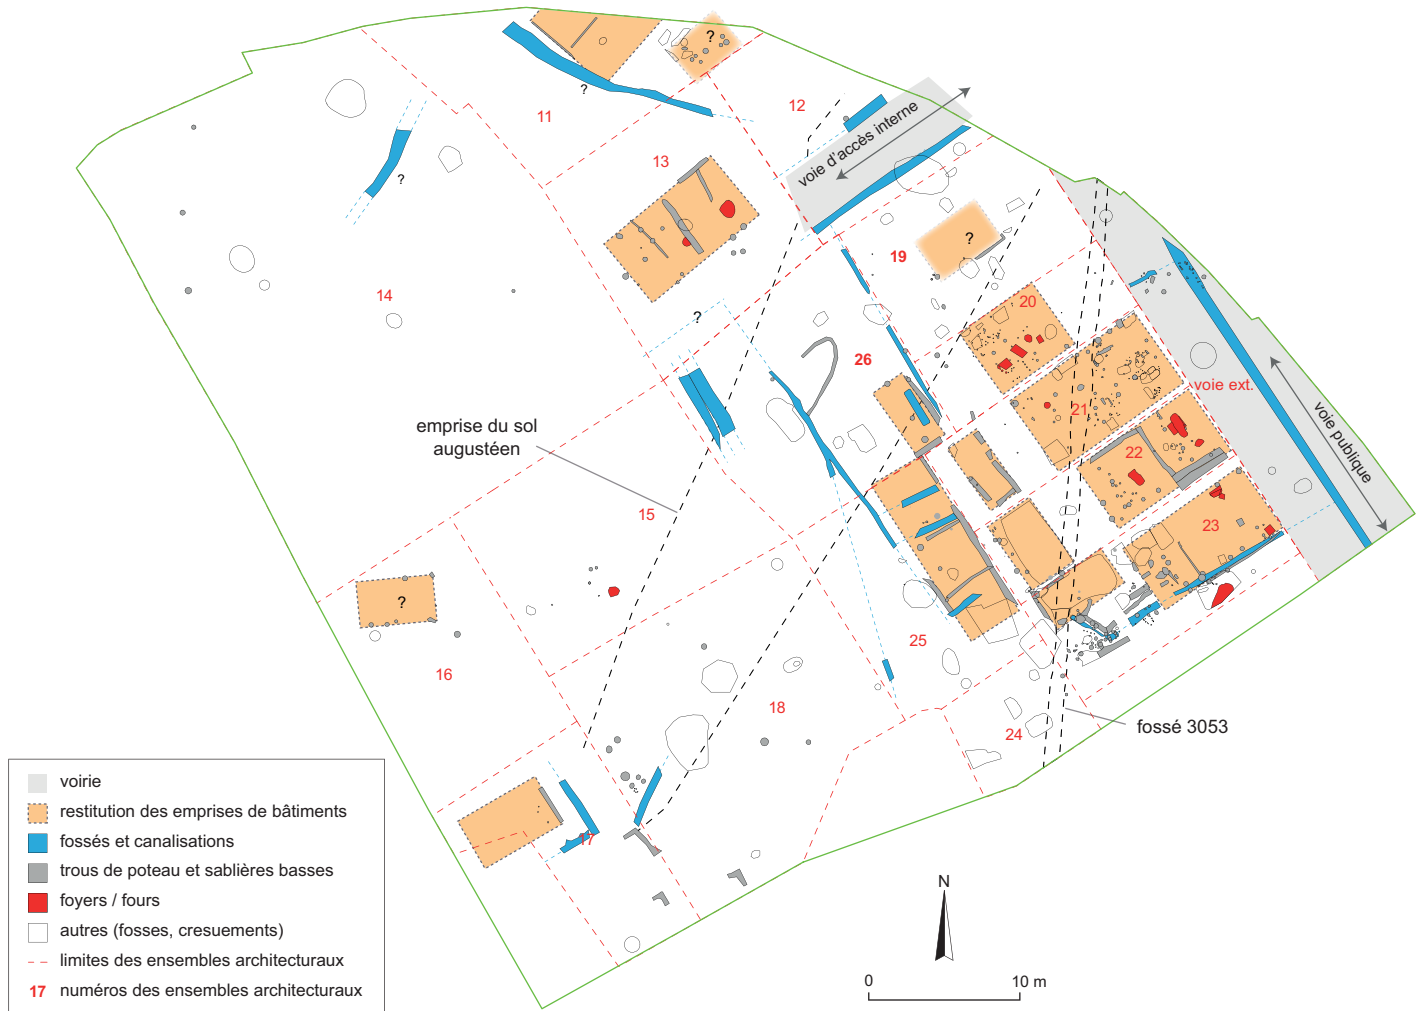 ?
?
11
12
voie d'accès interne
?
13
19
?
14
20
?
26
21
voie ext.
voie publique
emprise du sol
augustéen
22
15
23
?
16
25
18
24
fossé 3053
17
voirie
restitution des emprises de bâtiments
fossés et canalisations
trous de poteau et sablières basses
foyers / fours
autres (fosses, cresuements)
limites des ensembles architecturaux
17 numéros des ensembles architecturaux
N
0 10 m